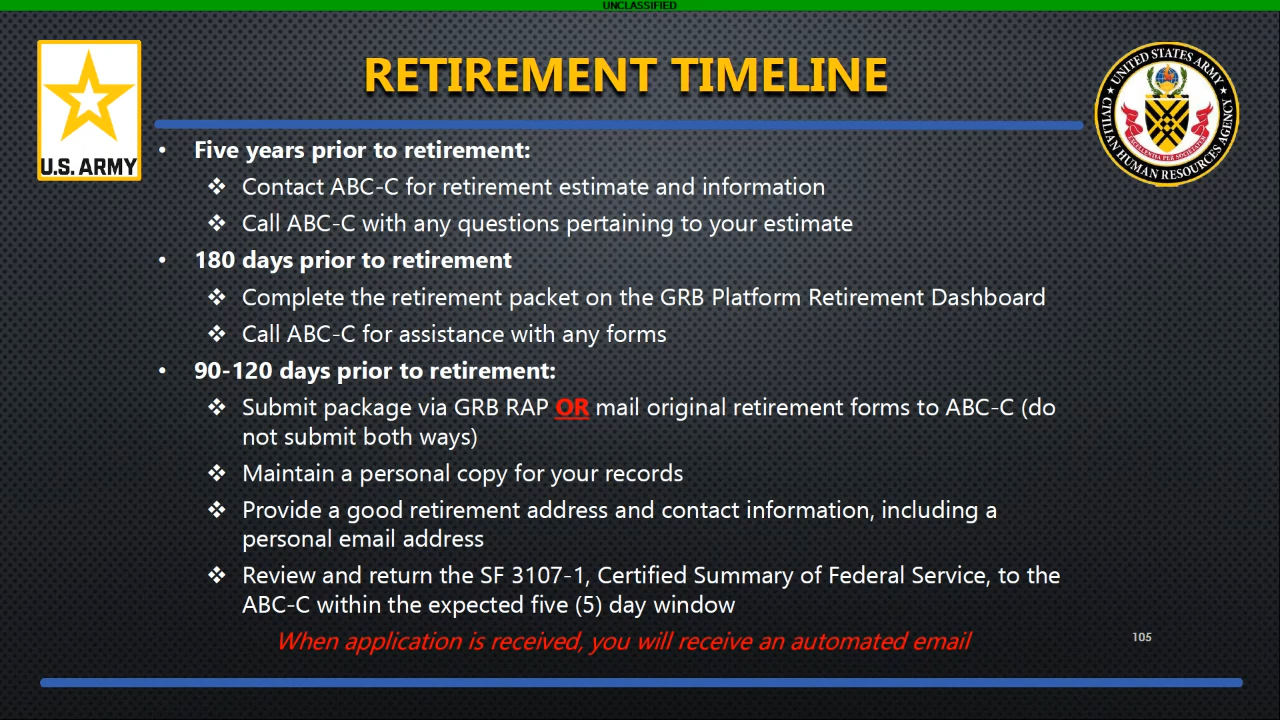 UNCLASSIFIED
RETIREMENT TIMELINE
U.S. ARMY
UNITED STATES ARMY
CIVILIAN HUMAN RESOURCES AGENCY
• Five years prior to retirement:
❖ Contact ABC-C for retirement estimate and information
❖ Call ABC-C with any questions pertaining to your estimate
• 180 days prior to retirement
❖ Complete the retirement packet on the GRB Platform Retirement Dashboard
❖ Call ABC-C for assistance with any forms
• 90-120 days prior to retirement:
❖ Submit package via GRB RAP OR mail original retirement forms to ABC-C (do
not submit both ways)
❖ Maintain a personal copy for your records
❖ Provide a good retirement address and contact information, including a
personal email address
❖ Review and return the SF 3107-1, Certified Summary of Federal Service, to the
ABC-C within the expected five (5) day window
When application is received, you will receive an automated email
105